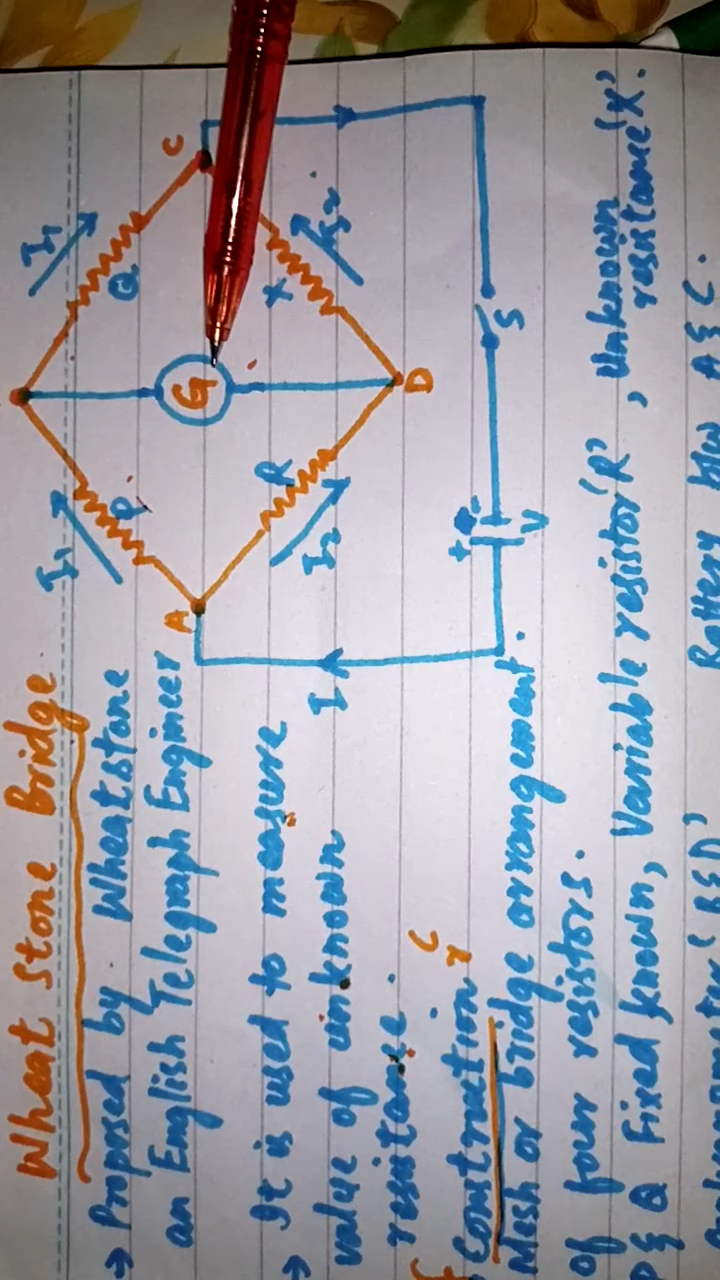 Wheat Stone Bridge
→ Proposed by Wheatstone
an English Telegraph Engineer
→ It is used to measure
value of unknown
resistance.
Construction
Mesh or bridge arrangement
of four resistors.
P & Q Fixed known, Variable resistor 'R', Unknown
resistance 'X'.
'B & D' Battery b/w A & C.
A
C
D
G
P
Q
R
X
I1
I1
I2
I
S
V
+
-